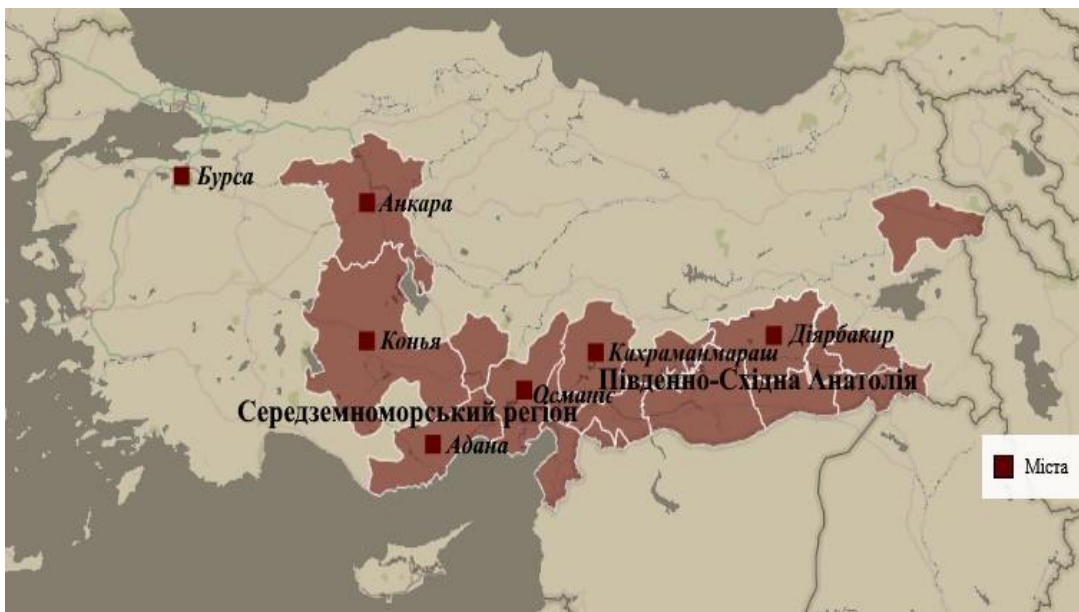 Бурса
Анкара
Конья
Діярбакир
Кахраманмараш
Південно-Східна Анатолія
Османіє
Середземноморський регіон
Адана
Міста